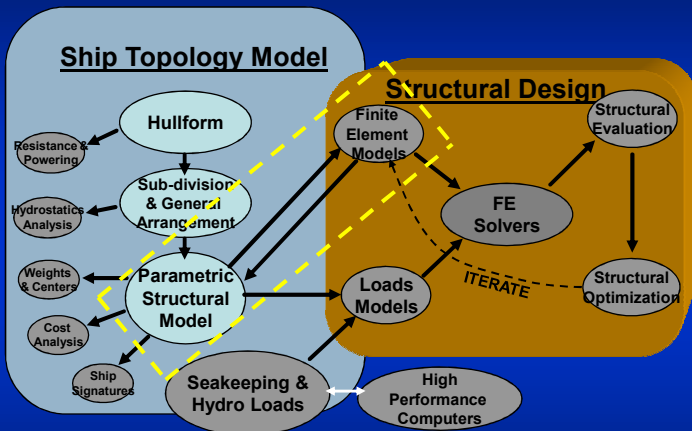 Ship Topology Model
Hullform
Resistance &
Powering
Sub-division
& General
Arrangement
Hydrostatics
Analysis
Parametric
Structural
Model
Weights
& Centers
Cost
Analysis
Ship
Signatures
Seakeeping &
Hydro Loads
High
Performance
Computers
Structural Design
Finite
Element
Models
Structural
Evaluation
FE
Solvers
Loads
Models
ITERATE
Structural
Optimization